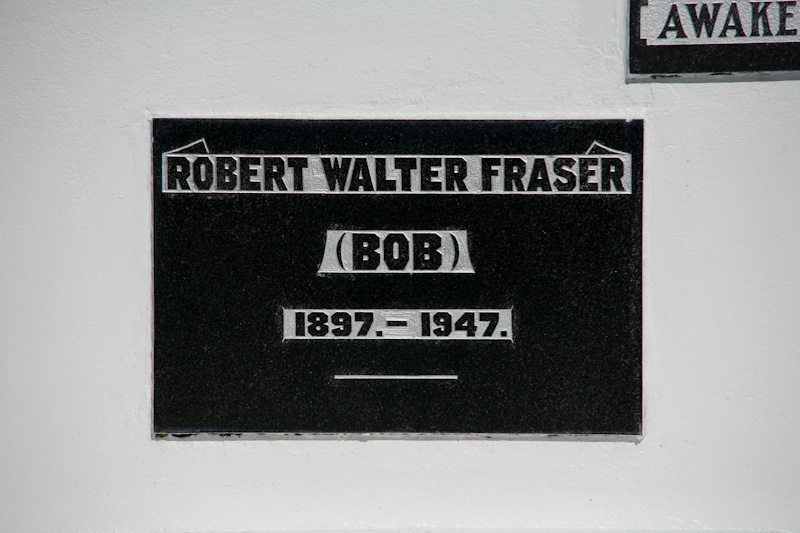 AWAKE
ROBERT WALTER FRASER
(BOB)
1897.- 1947.